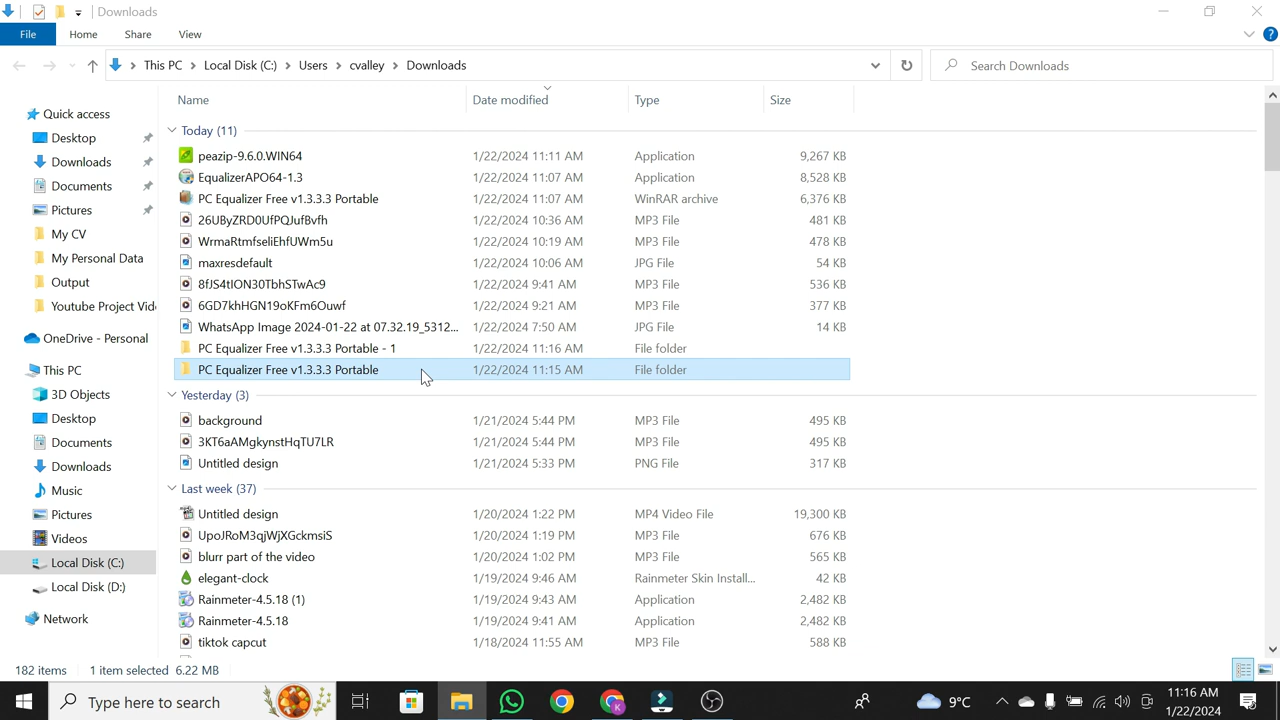 Downloads
File
Home
Share
View
This PC > Local Disk (C:) > Users > cvalley > Downloads
Search Downloads
Name
Date modified
Type
Size
Quick access
Desktop
Downloads
Documents
Pictures
My CV
My Personal Data
Output
Youtube Project Vide
OneDrive - Personal
This PC
3D Objects
Desktop
Documents
Downloads
Music
Pictures
Videos
Local Disk (C:)
Local Disk (D:)
Network
Today (11)
peazip-9.6.0.WIN64 1/22/2024 11:11 AM Application 9,267 KB
EqualizerAPO64-1.3 1/22/2024 11:07 AM Application 8,528 KB
PC Equalizer Free v1.3.3.3 Portable 1/22/2024 11:07 AM WinRAR archive 6,376 KB
26UByZRD0UfPQJufBvfh 1/22/2024 10:36 AM MP3 File 481 KB
WrmaRtmfseliEhfUWm5u 1/22/2024 10:19 AM MP3 File 478 KB
maxresdefault 1/22/2024 10:06 AM JPG File 54 KB
8fJS4tION30TbhSTwAc9 1/22/2024 9:41 AM MP3 File 536 KB
6GD7khHGN19oKFm6Ouwf 1/22/2024 9:21 AM MP3 File 377 KB
WhatsApp Image 2024-01-22 at 07.32.19_5312... 1/22/2024 7:50 AM JPG File 14 KB
PC Equalizer Free v1.3.3.3 Portable - 1 1/22/2024 11:16 AM File folder
PC Equalizer Free v1.3.3.3 Portable 1/22/2024 11:15 AM File folder
Yesterday (3)
background 1/21/2024 5:44 PM MP3 File 495 KB
3KT6aAMgkynstHqTU7LR 1/21/2024 5:44 PM MP3 File 495 KB
Untitled design 1/21/2024 5:33 PM PNG File 317 KB
Last week (37)
Untitled design 1/20/2024 1:22 PM MP4 Video File 19,300 KB
UpoJRoM3qjWjXGckmsiS 1/20/2024 1:19 PM MP3 File 676 KB
blurr part of the video 1/20/2024 1:02 PM MP3 File 565 KB
elegant-clock 1/19/2024 9:46 AM Rainmeter Skin Install... 42 KB
Rainmeter-4.5.18 (1) 1/19/2024 9:43 AM Application 2,482 KB
Rainmeter-4.5.18 1/19/2024 9:41 AM Application 2,482 KB
tiktok capcut 1/18/2024 11:55 AM MP3 File 588 KB
182 items 1 item selected 6.22 MB
Type here to search
9°C
11:16 AM
1/22/2024